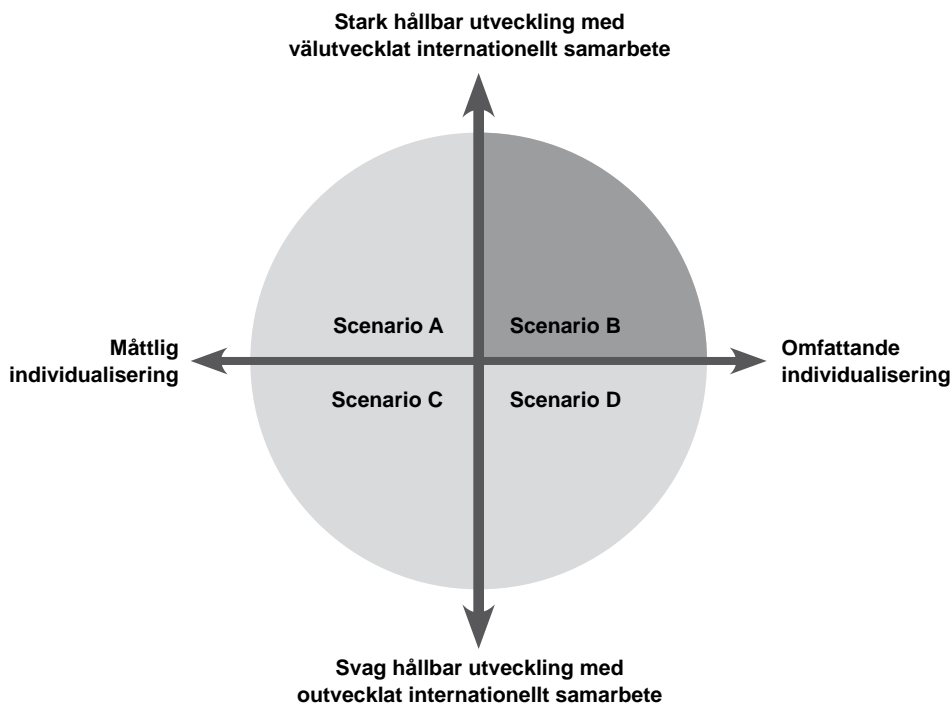 Stark hållbar utveckling med
välutvecklat internationellt samarbete
Scenario A
Scenario B
Måttlig
individualisering
Omfattande
individualisering
Scenario C
Scenario D
Svag hållbar utveckling med
outvecklat internationellt samarbete